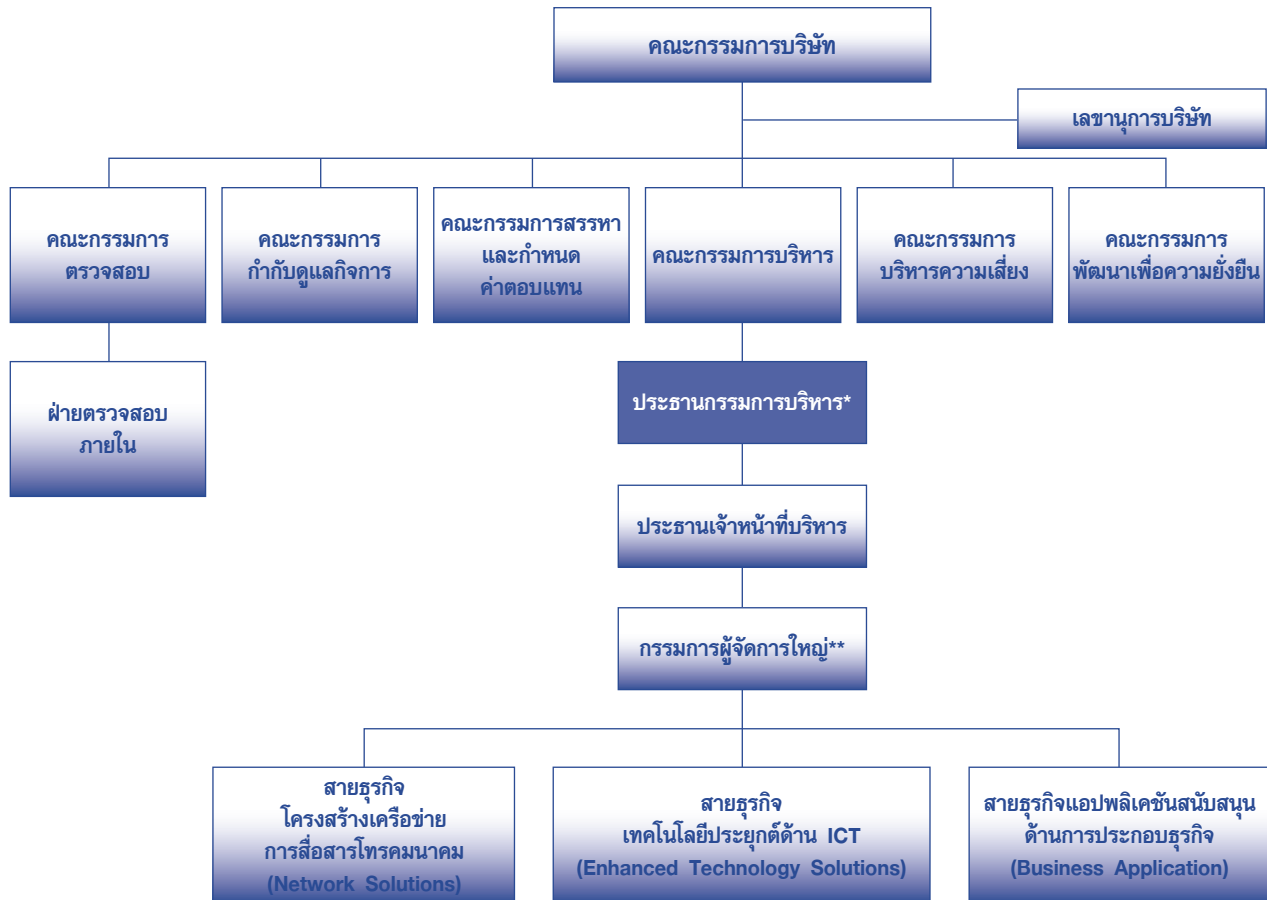 คณะกรรมการบริษัท
เลขานุการบริษัท
คณะกรรมการ
ตรวจสอบ
คณะกรรมการ
กำกับดูแลกิจการ
คณะกรรมการสรรหา
และกำหนด
ค่าตอบแทน
คณะกรรมการบริหาร
คณะกรรมการ
บริหารความเสี่ยง
คณะกรรมการ
พัฒนาเพื่อความยั่งยืน
ฝ่ายตรวจสอบ
ภายใน
ประธานกรรมการบริหาร*
ประธานเจ้าหน้าที่บริหาร
กรรมการผู้จัดการใหญ่**
สายธุรกิจ
โครงสร้างเครือข่าย
การสื่อสารโทรคมนาคม
(Network Solutions)
สายธุรกิจ
เทคโนโลยีประยุกต์ด้าน ICT
(Enhanced Technology Solutions)
สายธุรกิจแอปพลิเคชันสนับสนุน
ด้านการประกอบธุรกิจ
(Business Application)